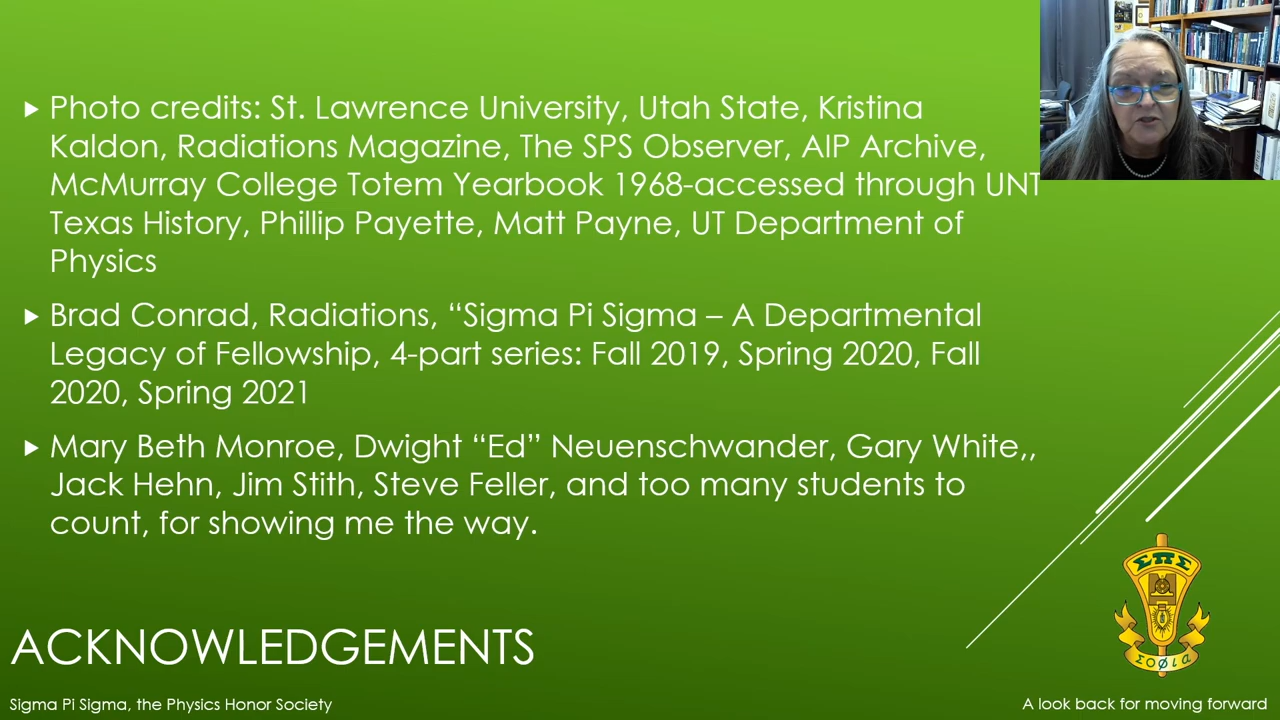 Photo credits: St. Lawrence University, Utah State, Kristina
Kaldon, Radiations Magazine, The SPS Observer, AIP Archive,
McMurray College Totem Yearbook 1968-accessed through UNT
Texas History, Phillip Payette, Matt Payne, UT Department of
Physics
Brad Conrad, Radiations, “Sigma Pi Sigma – A Departmental
Legacy of Fellowship, 4-part series: Fall 2019, Spring 2020, Fall
2020, Spring 2021
Mary Beth Monroe, Dwight “Ed” Neuenschwander, Gary White,,
Jack Hehn, Jim Stith, Steve Feller, and too many students to
count, for showing me the way.
ΣΠΣ
σοφία
ACKNOWLEDGEMENTS
Sigma Pi Sigma, the Physics Honor Society
A look back for moving forward